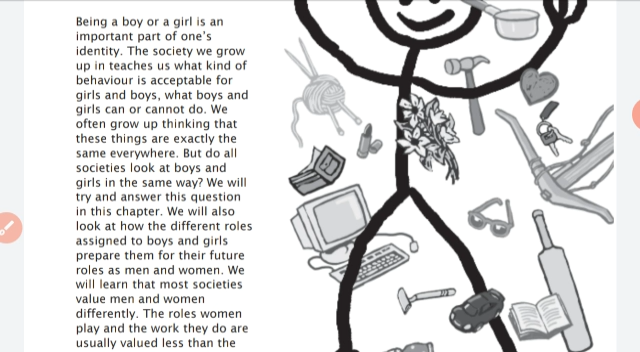 Being a boy or a girl is an
important part of one's
identity. The society we grow
up in teaches us what kind of
behaviour is acceptable for
girls and boys, what boys and
girls can or cannot do. We
often grow up thinking that
these things are exactly the
same everywhere. But do all
societies look at boys and
girls in the same way? We will
try and answer this question
in this chapter. We will also
look at how the different roles
assigned to boys and girls
prepare them for their future
roles as men and women. We
will learn that most societies
value men and women
differently. The roles women
play and the work they do are
usually valued less than the